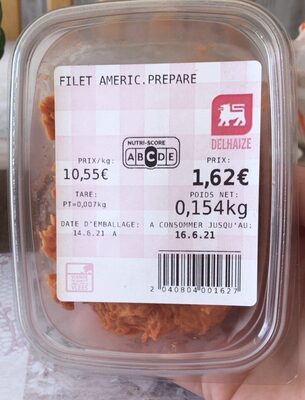 FILET AMERIC.PREPARE
DELHAIZE
NUTRI-SCORE
A B C D E
PRIX/kg:
10,55€
PRIX:
1,62€
TARE:
PT=0,007kg
POIDS NET:
0,154kg
DATE D'EMBALLAGE:
14.6.21 A
A CONSOMMER JUSQU'AU:
16.6.21
2 040804 001627